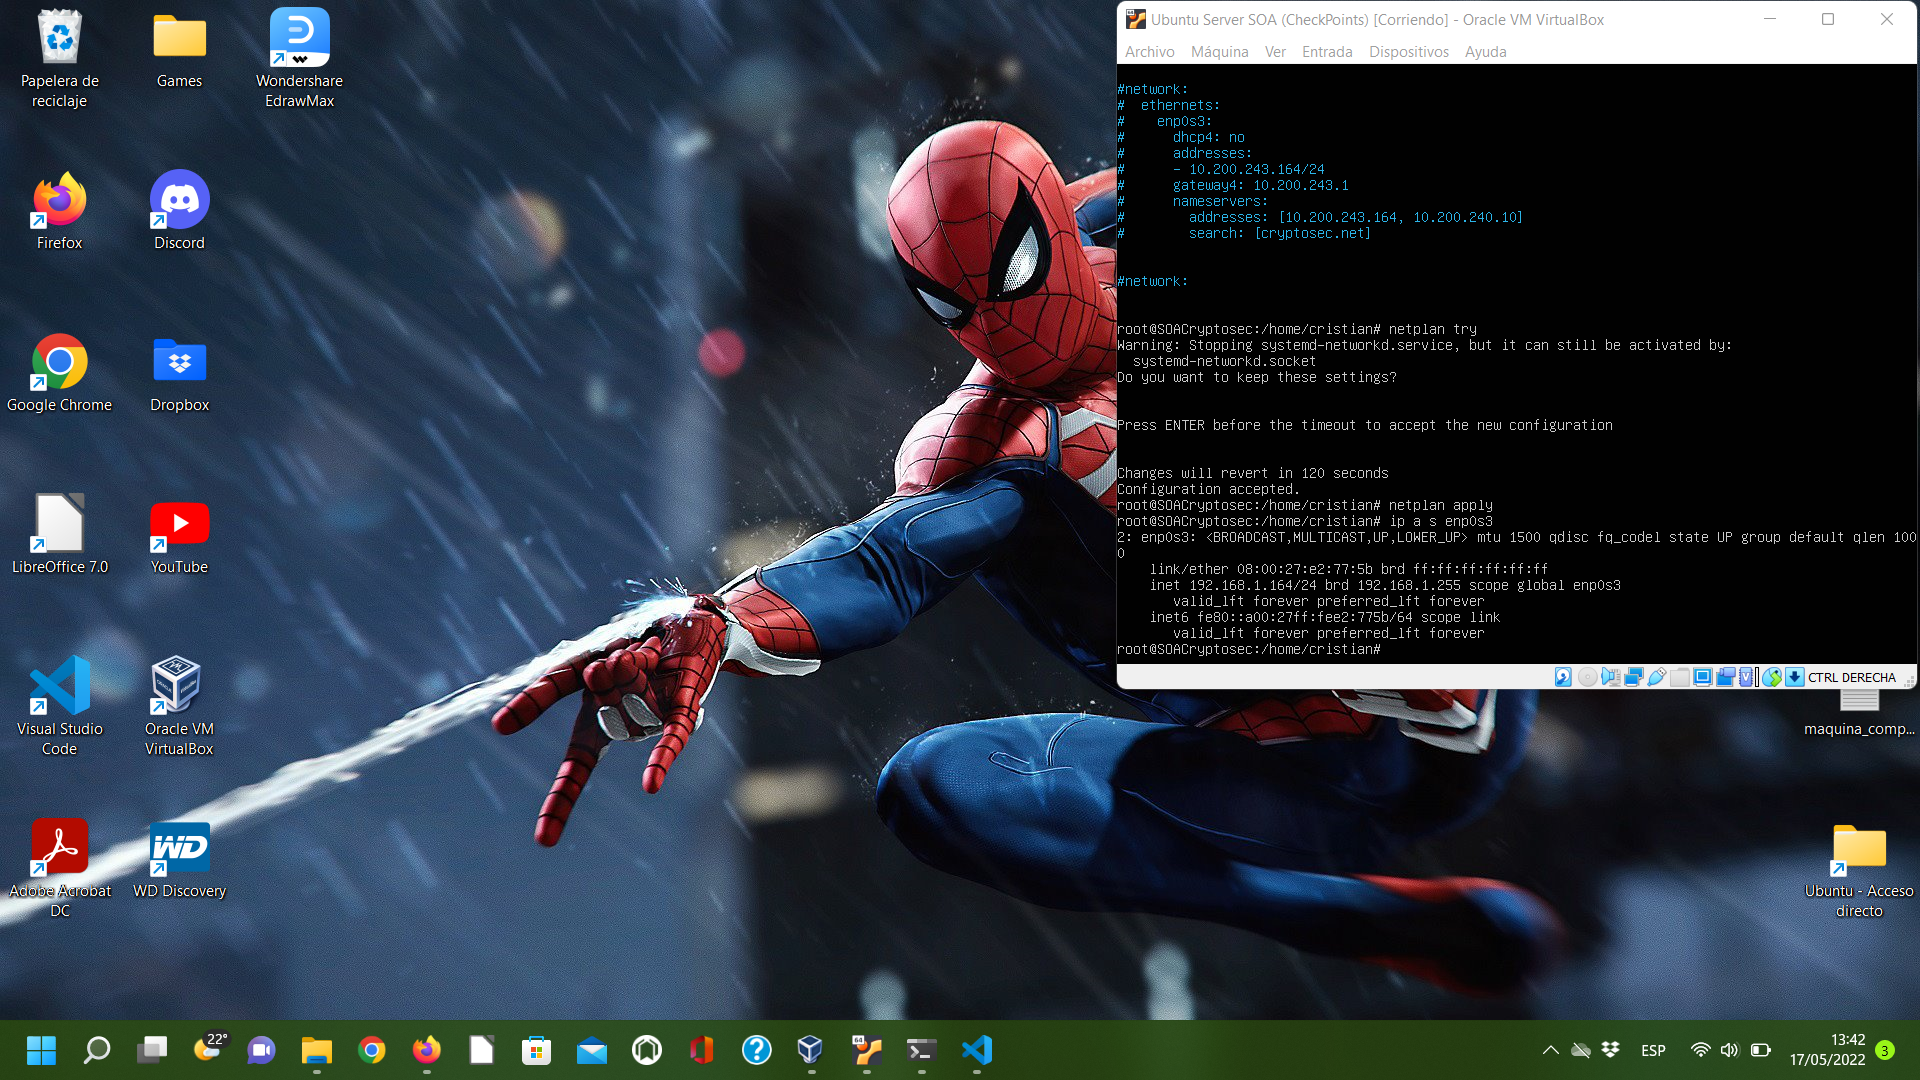 Papelera de
reciclaje
Games
Wondershare
EdrawMax
Firefox
Discord
Google Chrome
Dropbox
LibreOffice 7.0
YouTube
Visual Studio
Code
Oracle VM
VirtualBox
Adobe Acrobat
DC
WD
WD Discovery
64
Ubuntu Server SOA (CheckPoints) [Corriendo] - Oracle VM VirtualBox
Archivo Máquina Ver Entrada Dispositivos Ayuda
#network:
#  ethernets:
#    enp0s3:
#      dhcp4: no
#      addresses:
#      - 10.200.243.164/24
#      gateway4: 10.200.243.1
#      nameservers:
#        addresses: [10.200.243.164, 10.200.240.10]
#        search: [cryptosec.net]
#network:
root@SOACryptosec:/home/cristian# netplan try
Warning: Stopping systemd-networkd.service, but it can still be activated by:
  systemd-networkd.socket
Do you want to keep these settings?
Press ENTER before the timeout to accept the new configuration
Changes will revert in 120 seconds
Configuration accepted.
root@SOACryptosec:/home/cristian# netplan apply
root@SOACryptosec:/home/cristian# ip a s enp0s3
2: enp0s3: <BROADCAST,MULTICAST,UP,LOWER_UP> mtu 1500 qdisc fq_codel state UP group default qlen 100
0
    link/ether 08:00:27:e2:77:5b brd ff:ff:ff:ff:ff:ff
    inet 192.168.1.164/24 brd 192.168.1.255 scope global enp0s3
       valid_lft forever preferred_lft forever
    inet6 fe80::a00:27ff:fee2:775b/64 scope link
       valid_lft forever preferred_lft forever
root@SOACryptosec:/home/cristian#
CTRL DERECHA
maquina_comp...
Ubuntu - Acceso
directo
22°
64
ESP
13:42
17/05/2022
3